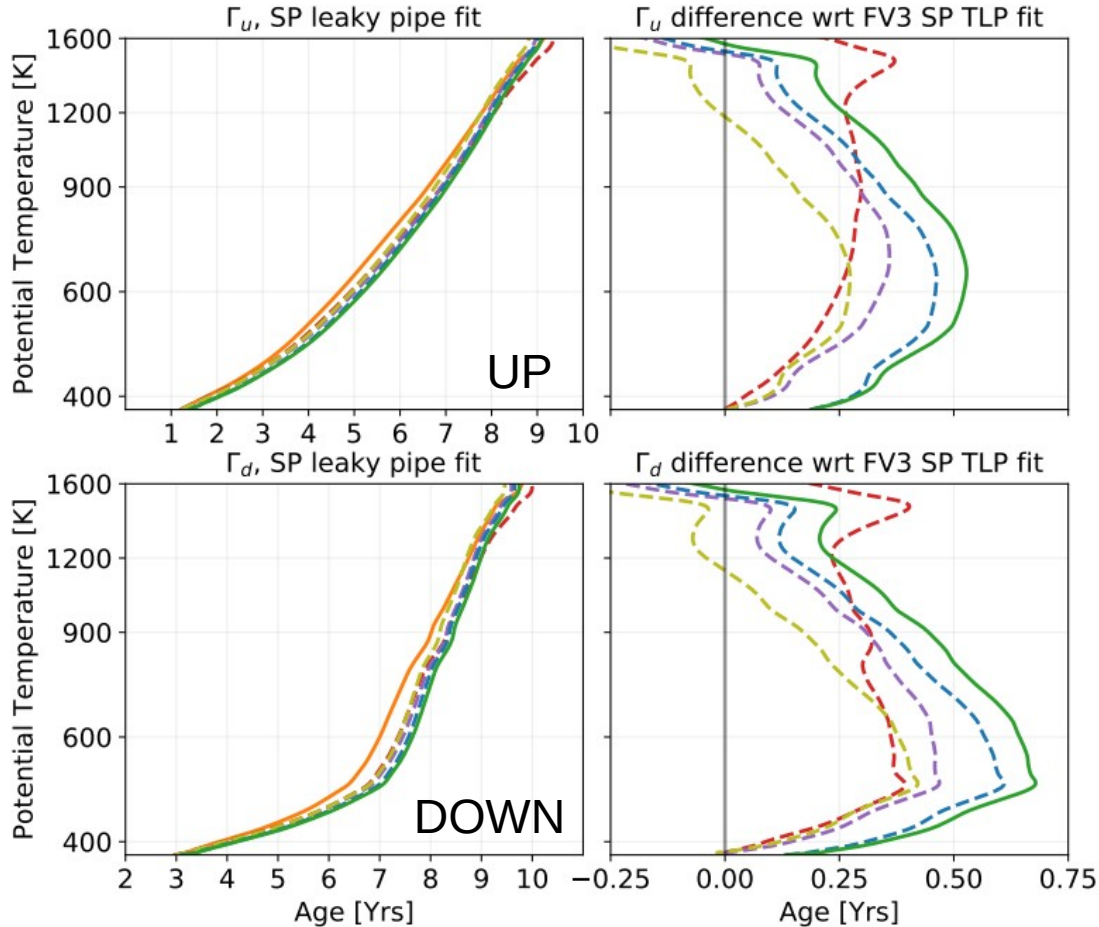 Γu, SP leaky pipe fit
Γu difference wrt FV3 SP TLP fit
Potential Temperature [K]
1600
1200
900
600
400
UP
1 2 3 4 5 6 7 8 9 10
Γd, SP leaky pipe fit
Γd difference wrt FV3 SP TLP fit
Potential Temperature [K]
1600
1200
900
600
400
DOWN
2 3 4 5 6 7 8 9 10
−0.25 0.00 0.25 0.50 0.75
Age [Yrs]
Age [Yrs]